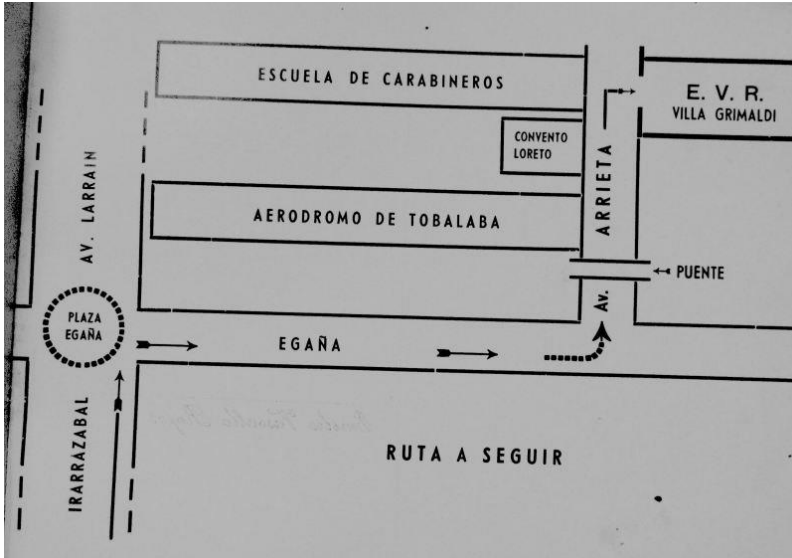 ESCUELA DE CARABINEROS
E. V. R.
VILLA GRIMALDI
CONVENTO
LORETO
AV. LARRAIN
ARRIETA
AERODROMO DE TOBALABA
PUENTE
Av.
PLAZA
EGAÑA
EGAÑA
IRARRAZABAL
RUTA A SEGUIR